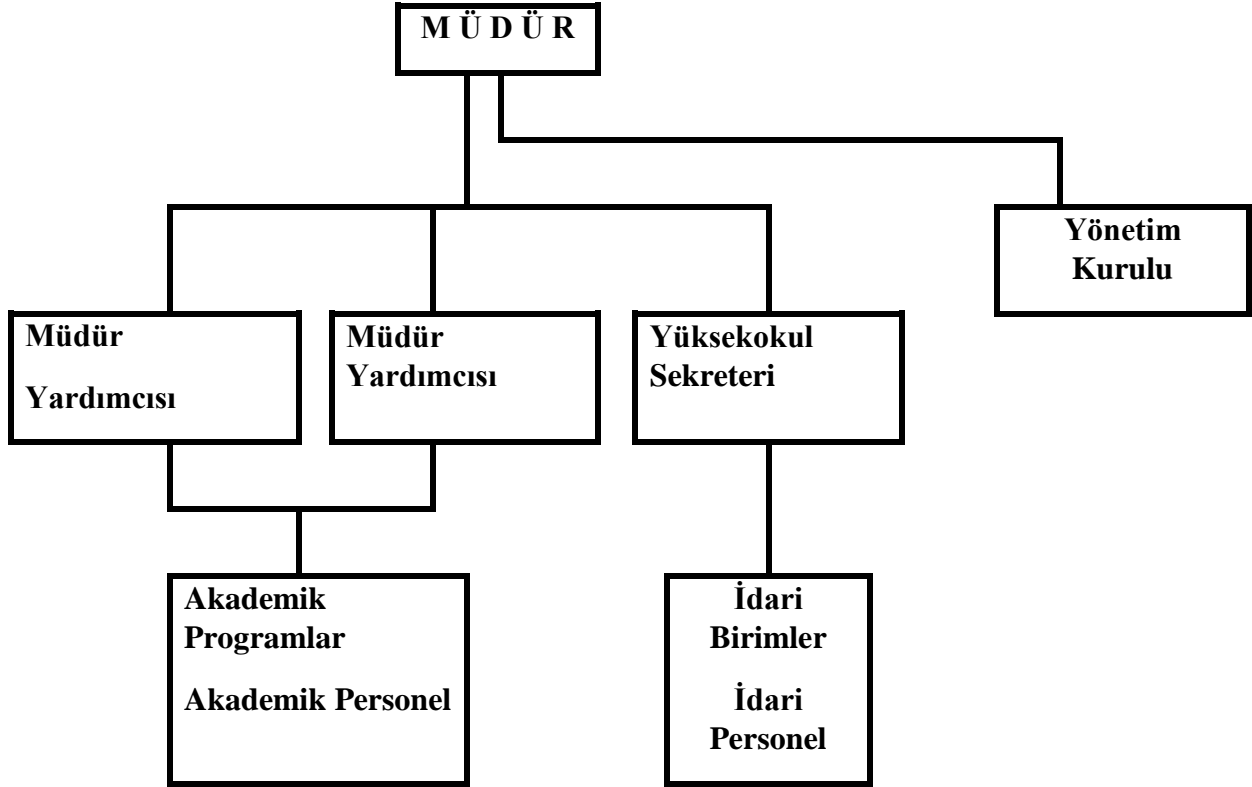 M Ü D Ü R
Yönetim
Kurulu
Müdür
Yardımcısı
Müdür
Yardımcısı
Yüksekokul
Sekreteri
Akademik
Programlar
Akademik Personel
İdari
Birimler
İdari
Personel